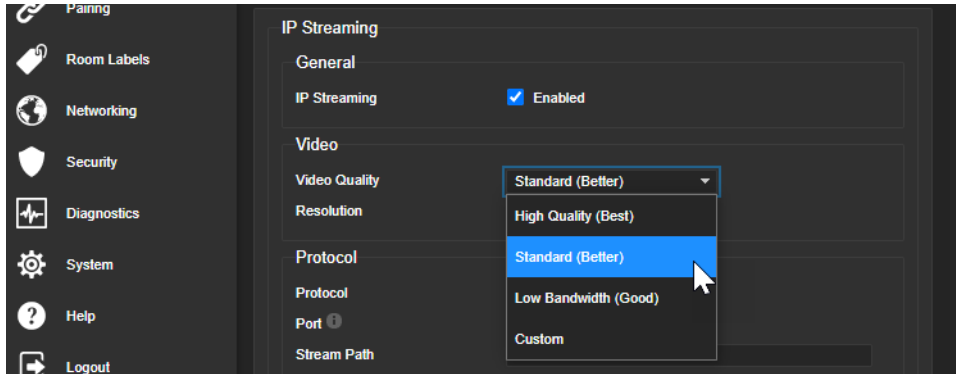 Pairing
Room Labels
Networking
Security
Diagnostics
System
Help
Logout
IP Streaming
General
IP Streaming
Enabled
Video
Video Quality
Standard (Better)
Resolution
High Quality (Best)
Standard (Better)
Low Bandwidth (Good)
Custom
Protocol
Protocol
Port
Stream Path